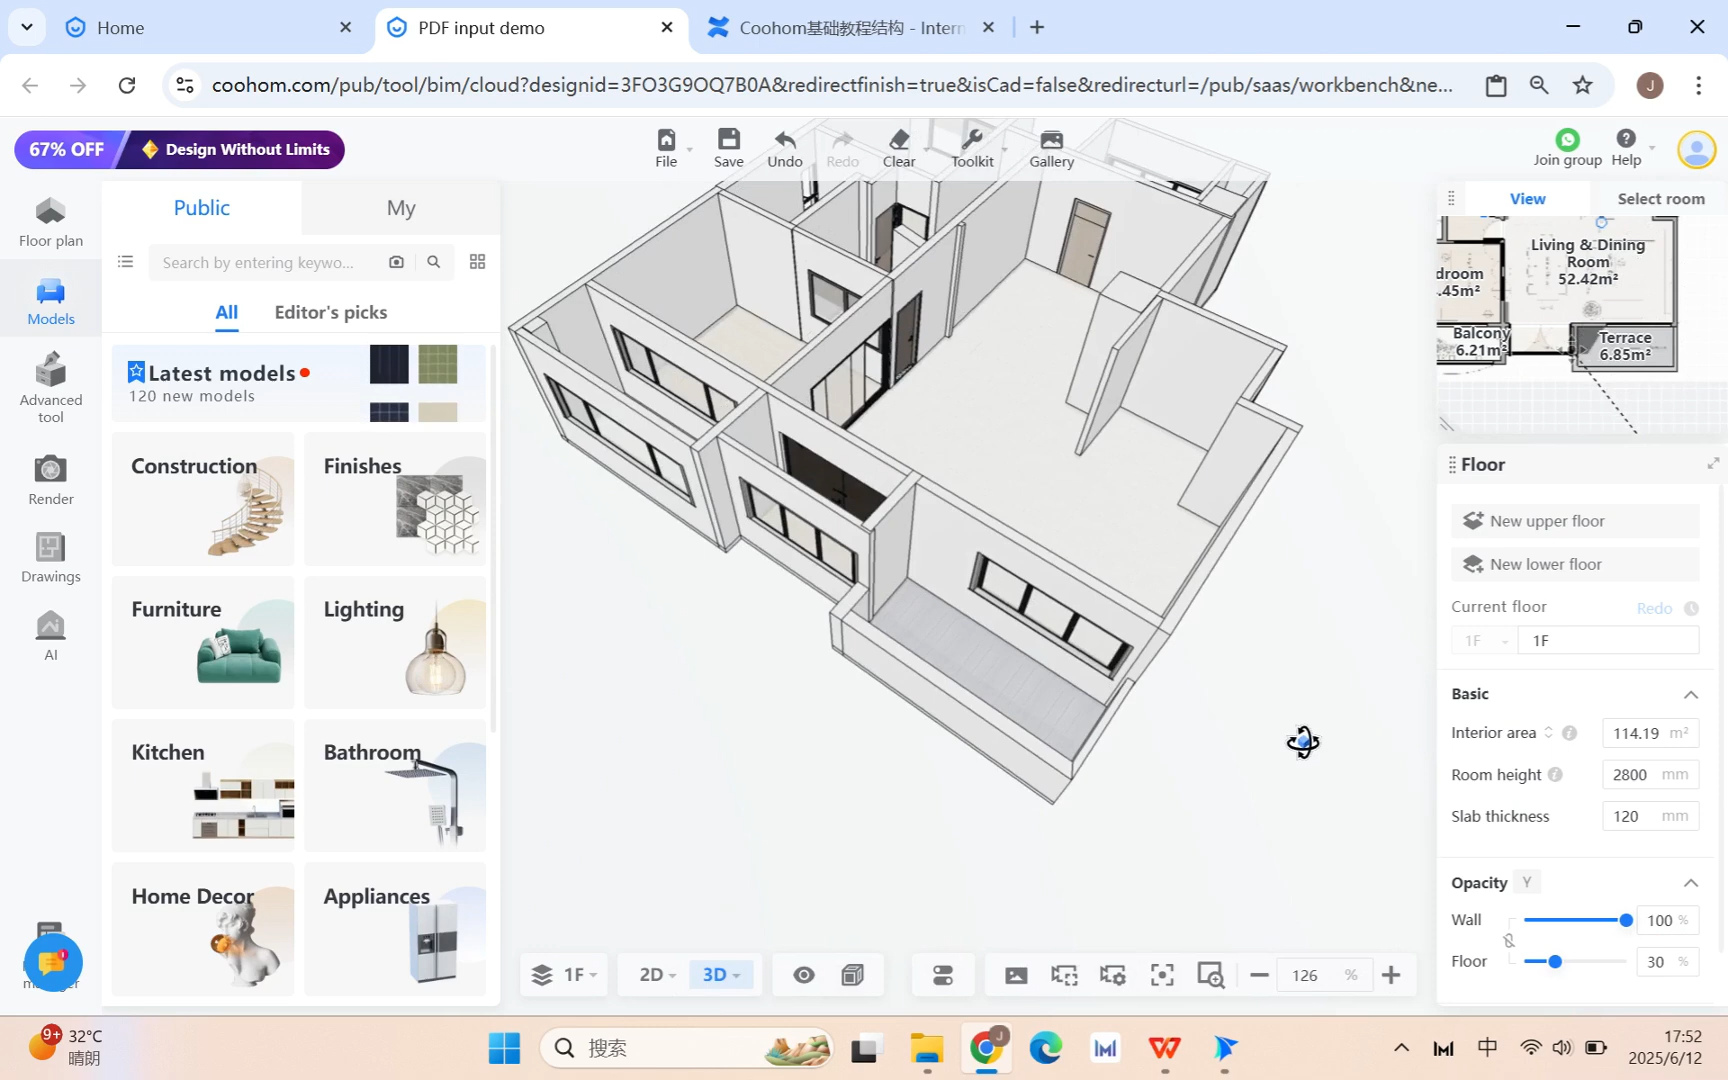 Home
PDF input demo
Coohom基础教程结构 - Intern
coohom.com/pub/tool/bim/cloud?designid=3FO3G9OQ7B0A&redirectfinish=true&isCad=false&redirecturl=/pub/saas/workbench&ne...
J
67% OFF
Design Without Limits
File
Save
Undo
Redo
Clear
Toolkit
Gallery
Join group
Help
Floor plan
Models
Advanced tool
Render
Drawings
AI
Public
My
Search by entering keywo...
All
Editor's picks
Latest models
120 new models
Construction
Finishes
Furniture
Lighting
Kitchen
Bathroom
Home Decor
Appliances
View
Select room
Living & Dining
Room
52.42m²
droom
.45m²
Balcony
6.21m²
Terrace
6.85m²
Floor
New upper floor
New lower floor
Current floor
Redo
1F
1F
Basic
Interior area
114.19 m²
Room height
2800 mm
Slab thickness
120 mm
Opacity Y
Wall
100 %
Floor
30 %
1F
2D
3D
126 %
9+
32°C
晴朗
搜索
J
中
17:52
2025/6/12